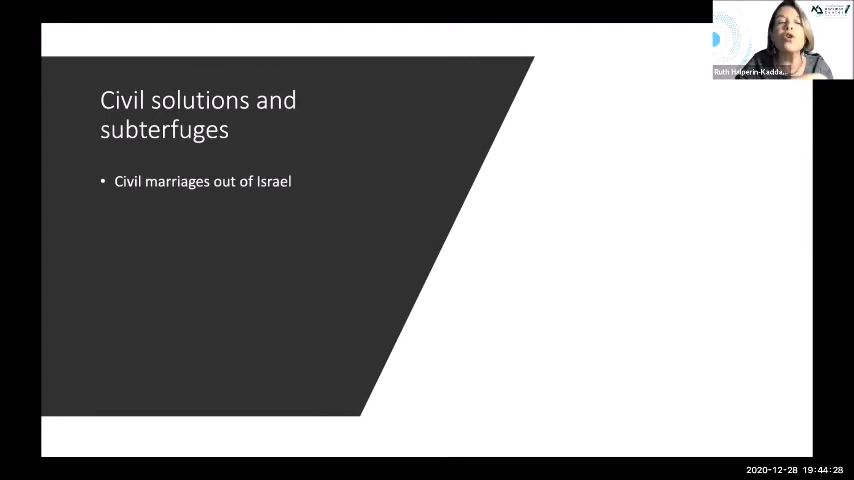 Civil solutions and
subterfuges
• Civil marriages out of Israel
Ruth Halperin-Kadda...
2020-12-28 19:44:28